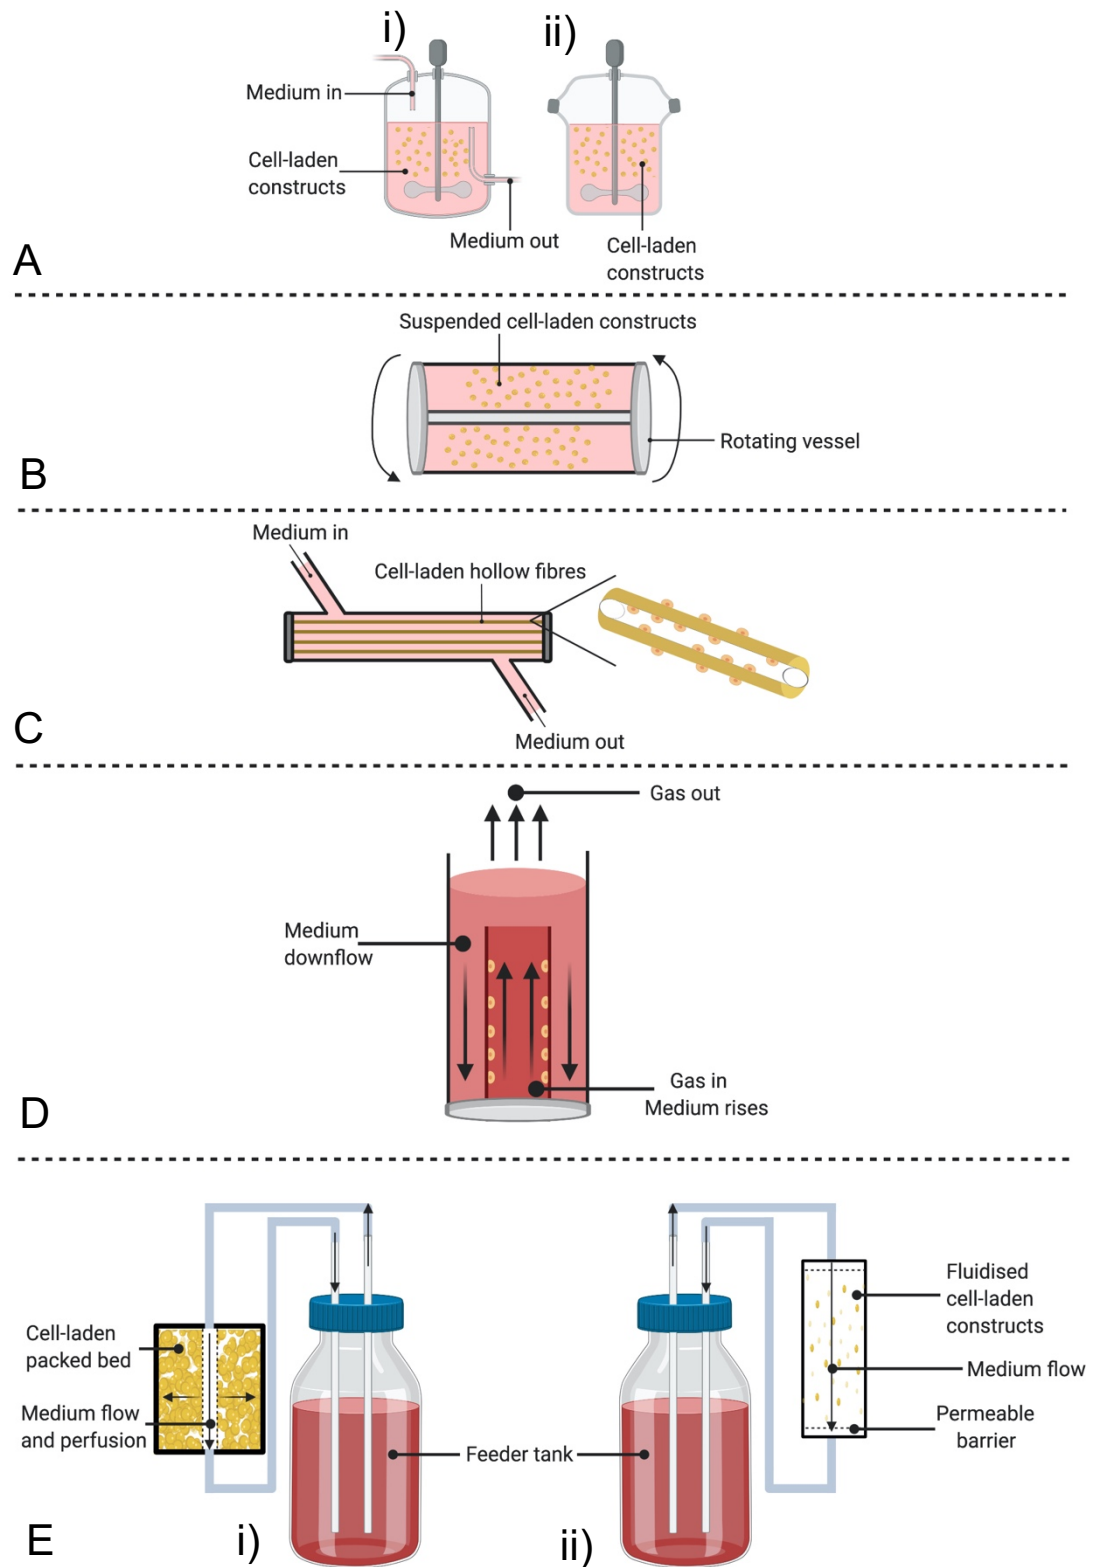 i)
ii)
Medium in
Cell-laden
constructs
Medium out
Cell-laden
constructs
A
Suspended cell-laden constructs
Rotating vessel
B
Medium in
Cell-laden hollow fibres
Medium out
C
Gas out
Medium
downflow
Gas in
Medium rises
D
Cell-laden
packed bed
Medium flow
and perfusion
Feeder tank
Fluidised
cell-laden
constructs
Medium flow
Permeable
barrier
E
i)
ii)